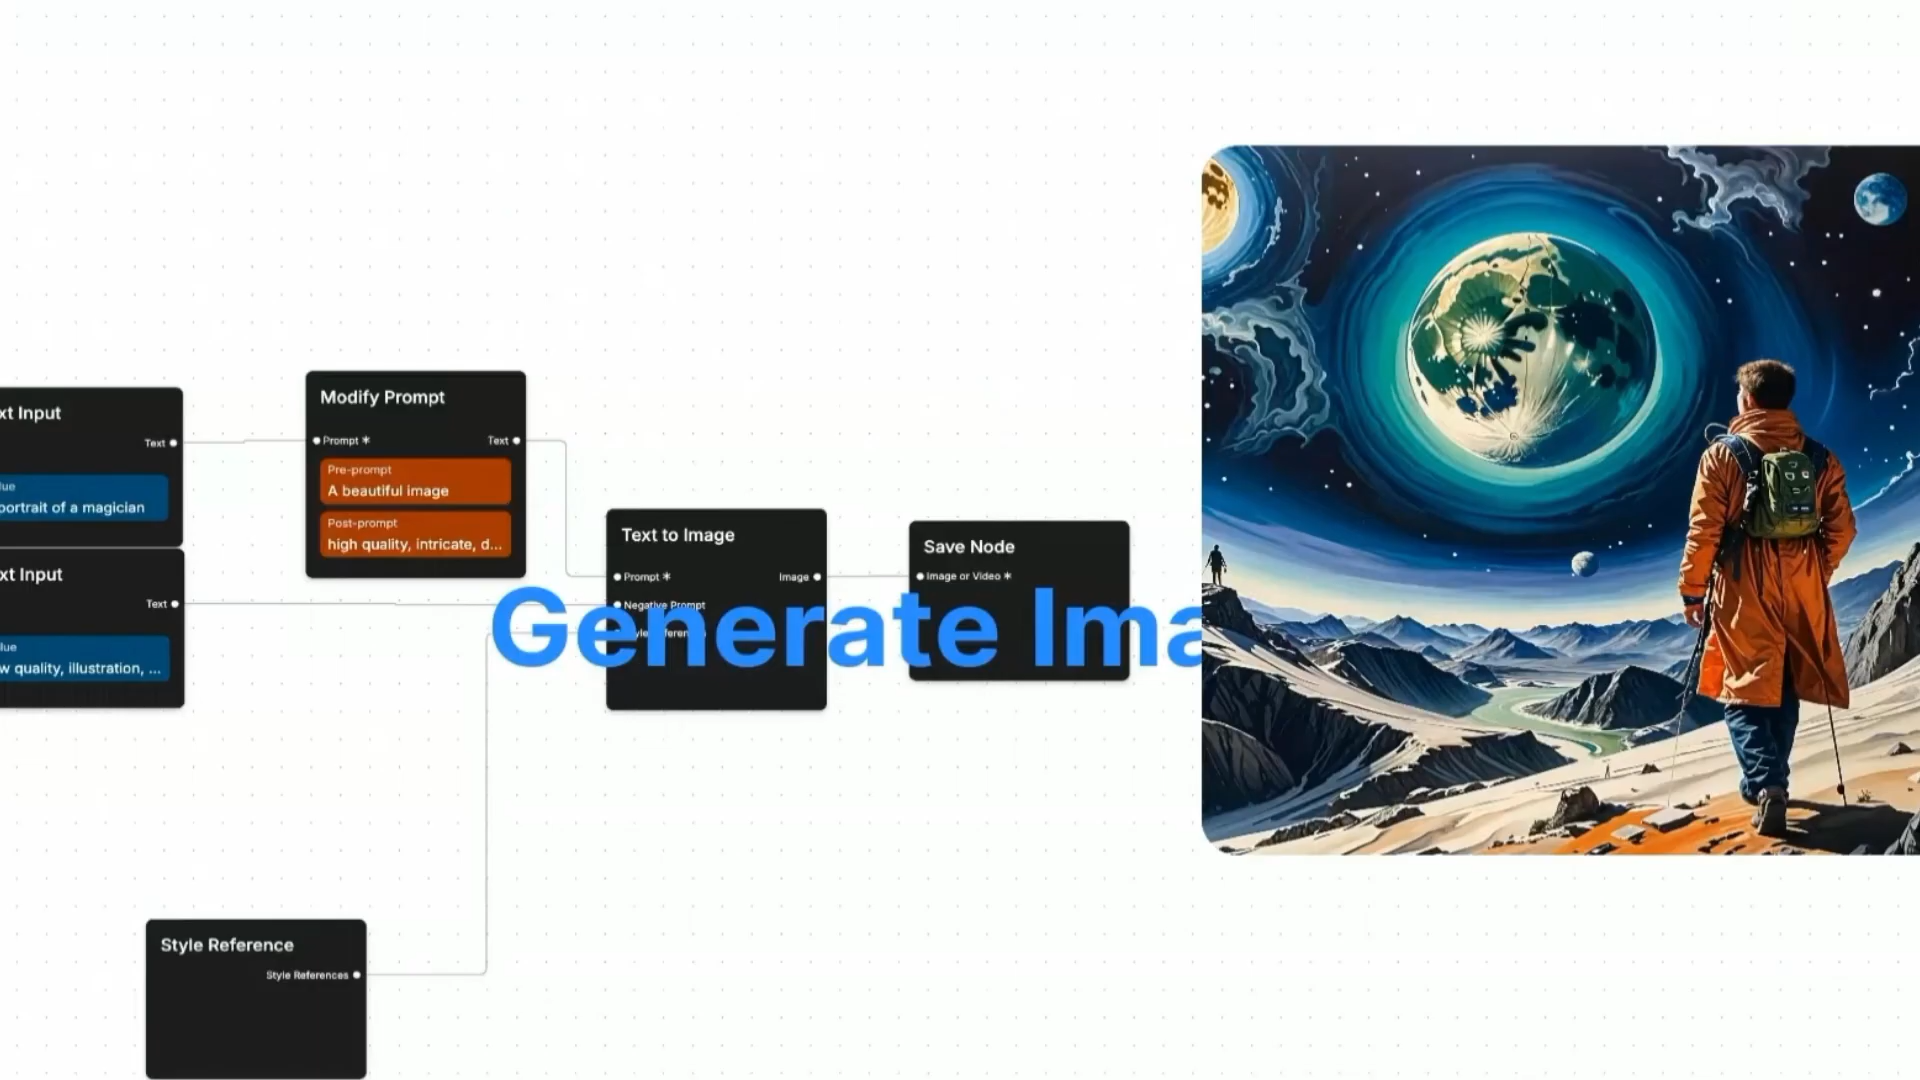 xt Input
Text
lue
portrait of a magician
xt Input
Text
lue
w quality, illustration, ...
Modify Prompt
Prompt *
Text
Pre-prompt
A beautiful image
Post-prompt
high quality, intricate, d...
Text to Image
Prompt *
Image
Negative Prompt
Save Node
Image or Video *
Generate Ima
Style Reference
Style References